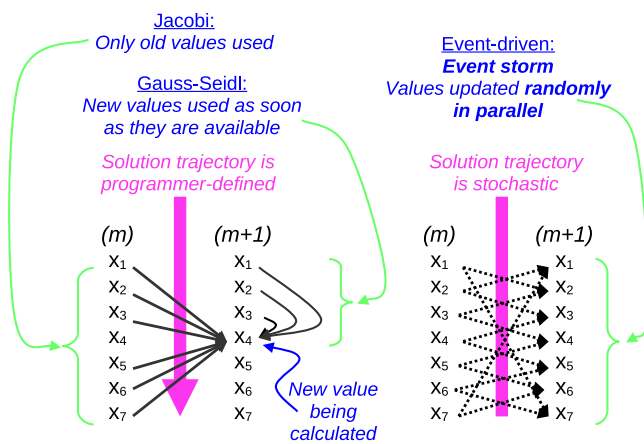 Jacobi:
Only old values used
Gauss-Seidl:
New values used as soon
as they are available
Event-driven:
Event storm
Values updated randomly
in parallel
Solution trajectory is
programmer-defined
Solution trajectory
is stochastic
(m) (m+1) (m) (m+1)
x1 x1 x1 x1
x2 x2 x2 x2
x3 x3 x3 x3
x4 x4 x4 x4
x5 x5 x5 x5
x6 x6 x6 x6
x7 x7 x7 x7
New value
being
calculated